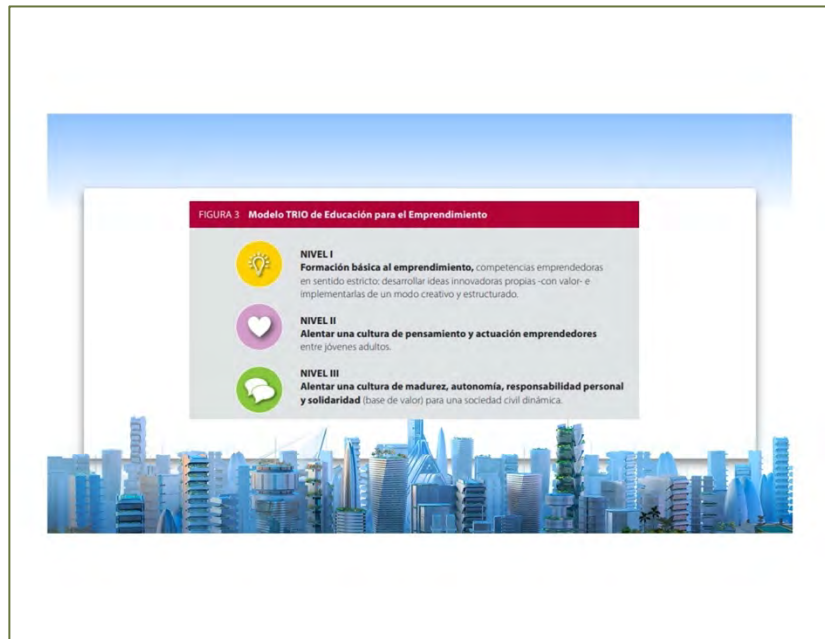 FIGURA 3 Modelo TRIO de Educación para el Emprendimiento
NIVEL I
Formación básica al emprendimiento, competencias emprendedoras
en sentido estricto: desarrollar ideas innovadoras propias -con valor- e
implementarlas de un modo creativo y estructurado.
NIVEL II
Alentar una cultura de pensamiento y actuación emprendedores
entre jóvenes adultos.
NIVEL III
Alentar una cultura de madurez, autonomía, responsabilidad personal
y solidaridad (base de valor) para una sociedad civil dinámica.